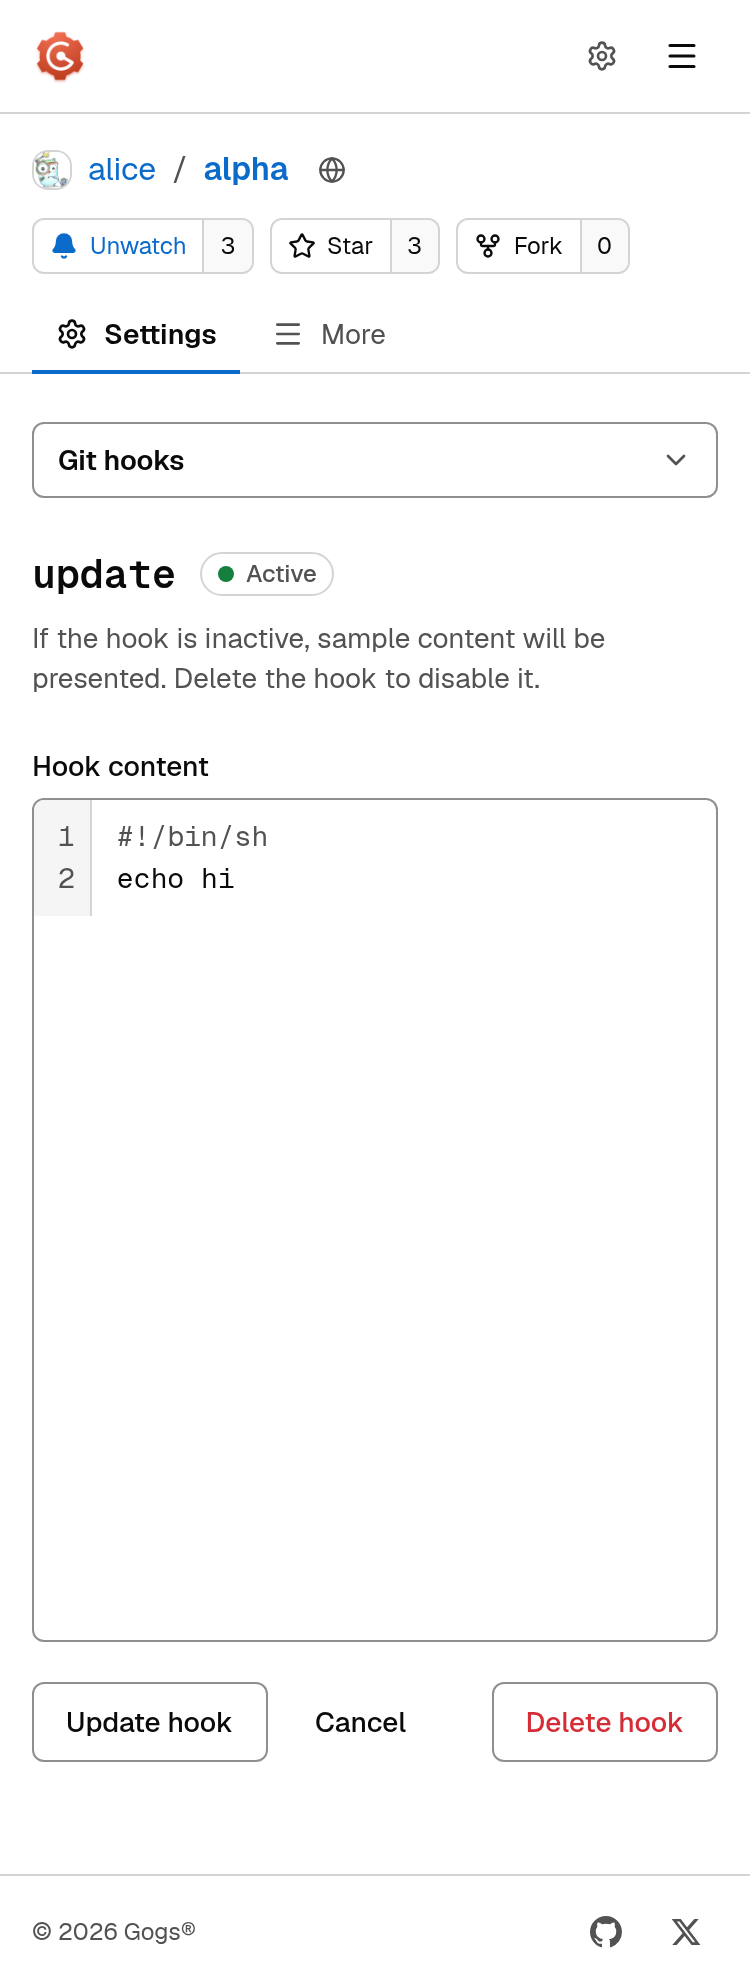 alice / alpha
Unwatch 3 Star 3 Fork 0
Settings More
Git hooks
update Active
If the hook is inactive, sample content will be
presented. Delete the hook to disable it.
Hook content
1 #!/bin/sh
2 echo hi
Update hook Cancel Delete hook
© 2026 Gogs®